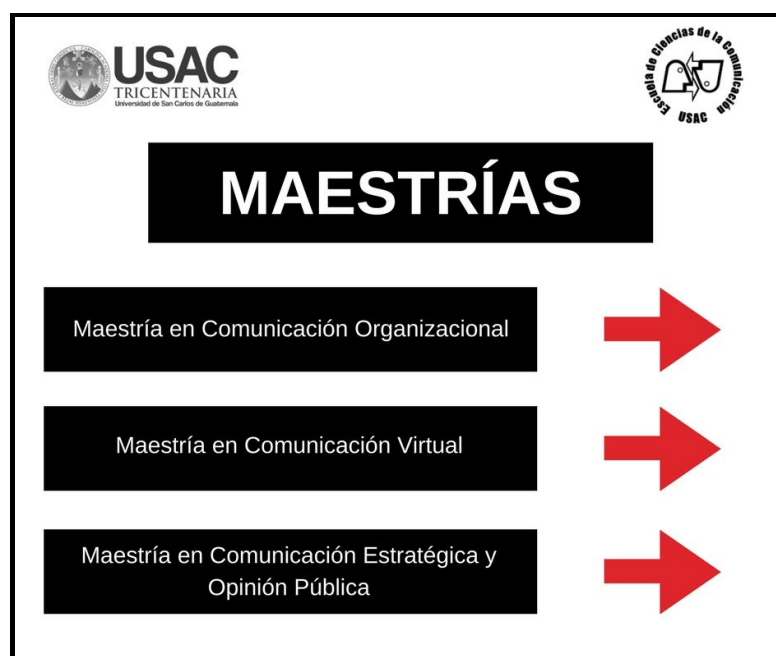 USAC
TRICENTENARIA
Universidad de San Carlos de Guatemala
Escuela de Ciencias de la Comunicación
USAC
MAESTRÍAS
Maestría en Comunicación Organizacional
Maestría en Comunicación Virtual
Maestría en Comunicación Estratégica y
Opinión Pública